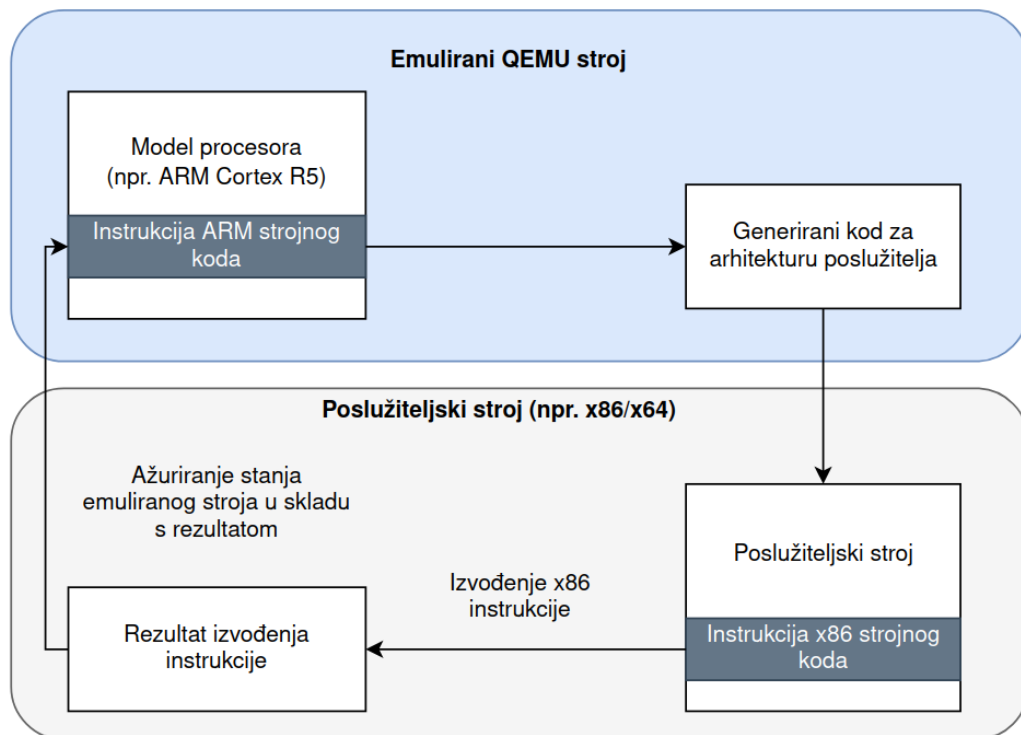 Emulirani QEMU stroj
Model procesora
(npr. ARM Cortex R5)
Instrukcija ARM strojnog
koda
Generirani kod za
arhitekturu poslužitelja
Poslužiteljski stroj (npr. x86/x64)
Ažuriranje stanja
emuliranog stroja u skladu
s rezultatom
Poslužiteljski stroj
Izvođenje x86
instrukcije
Rezultat izvođenja
instrukcije
Instrukcija x86 strojnog
koda